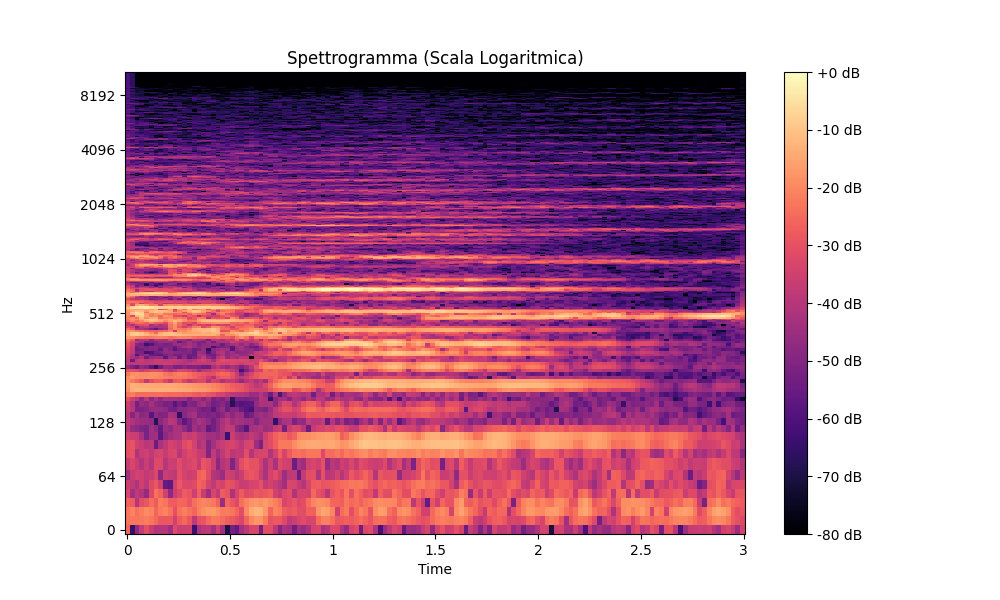 Spettrogramma (Scala Logaritmica)
Hz
8192
4096
2048
1024
512
256
128
64
0
0
0.5
1
1.5
2
2.5
3
Time
+0 dB
-10 dB
-20 dB
-30 dB
-40 dB
-50 dB
-60 dB
-70 dB
-80 dB